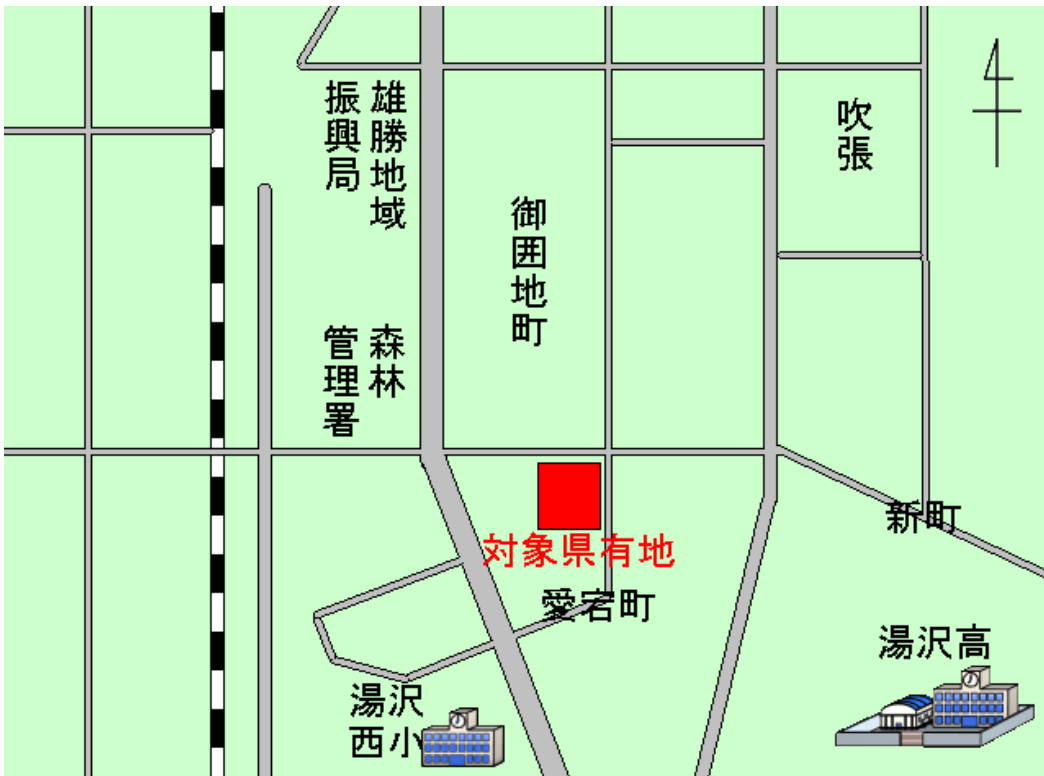 雄勝地域
振興局
吹張
御囲地町
森林
管理署
新町
対象県有地
愛宕町
湯沢高
湯沢
西小